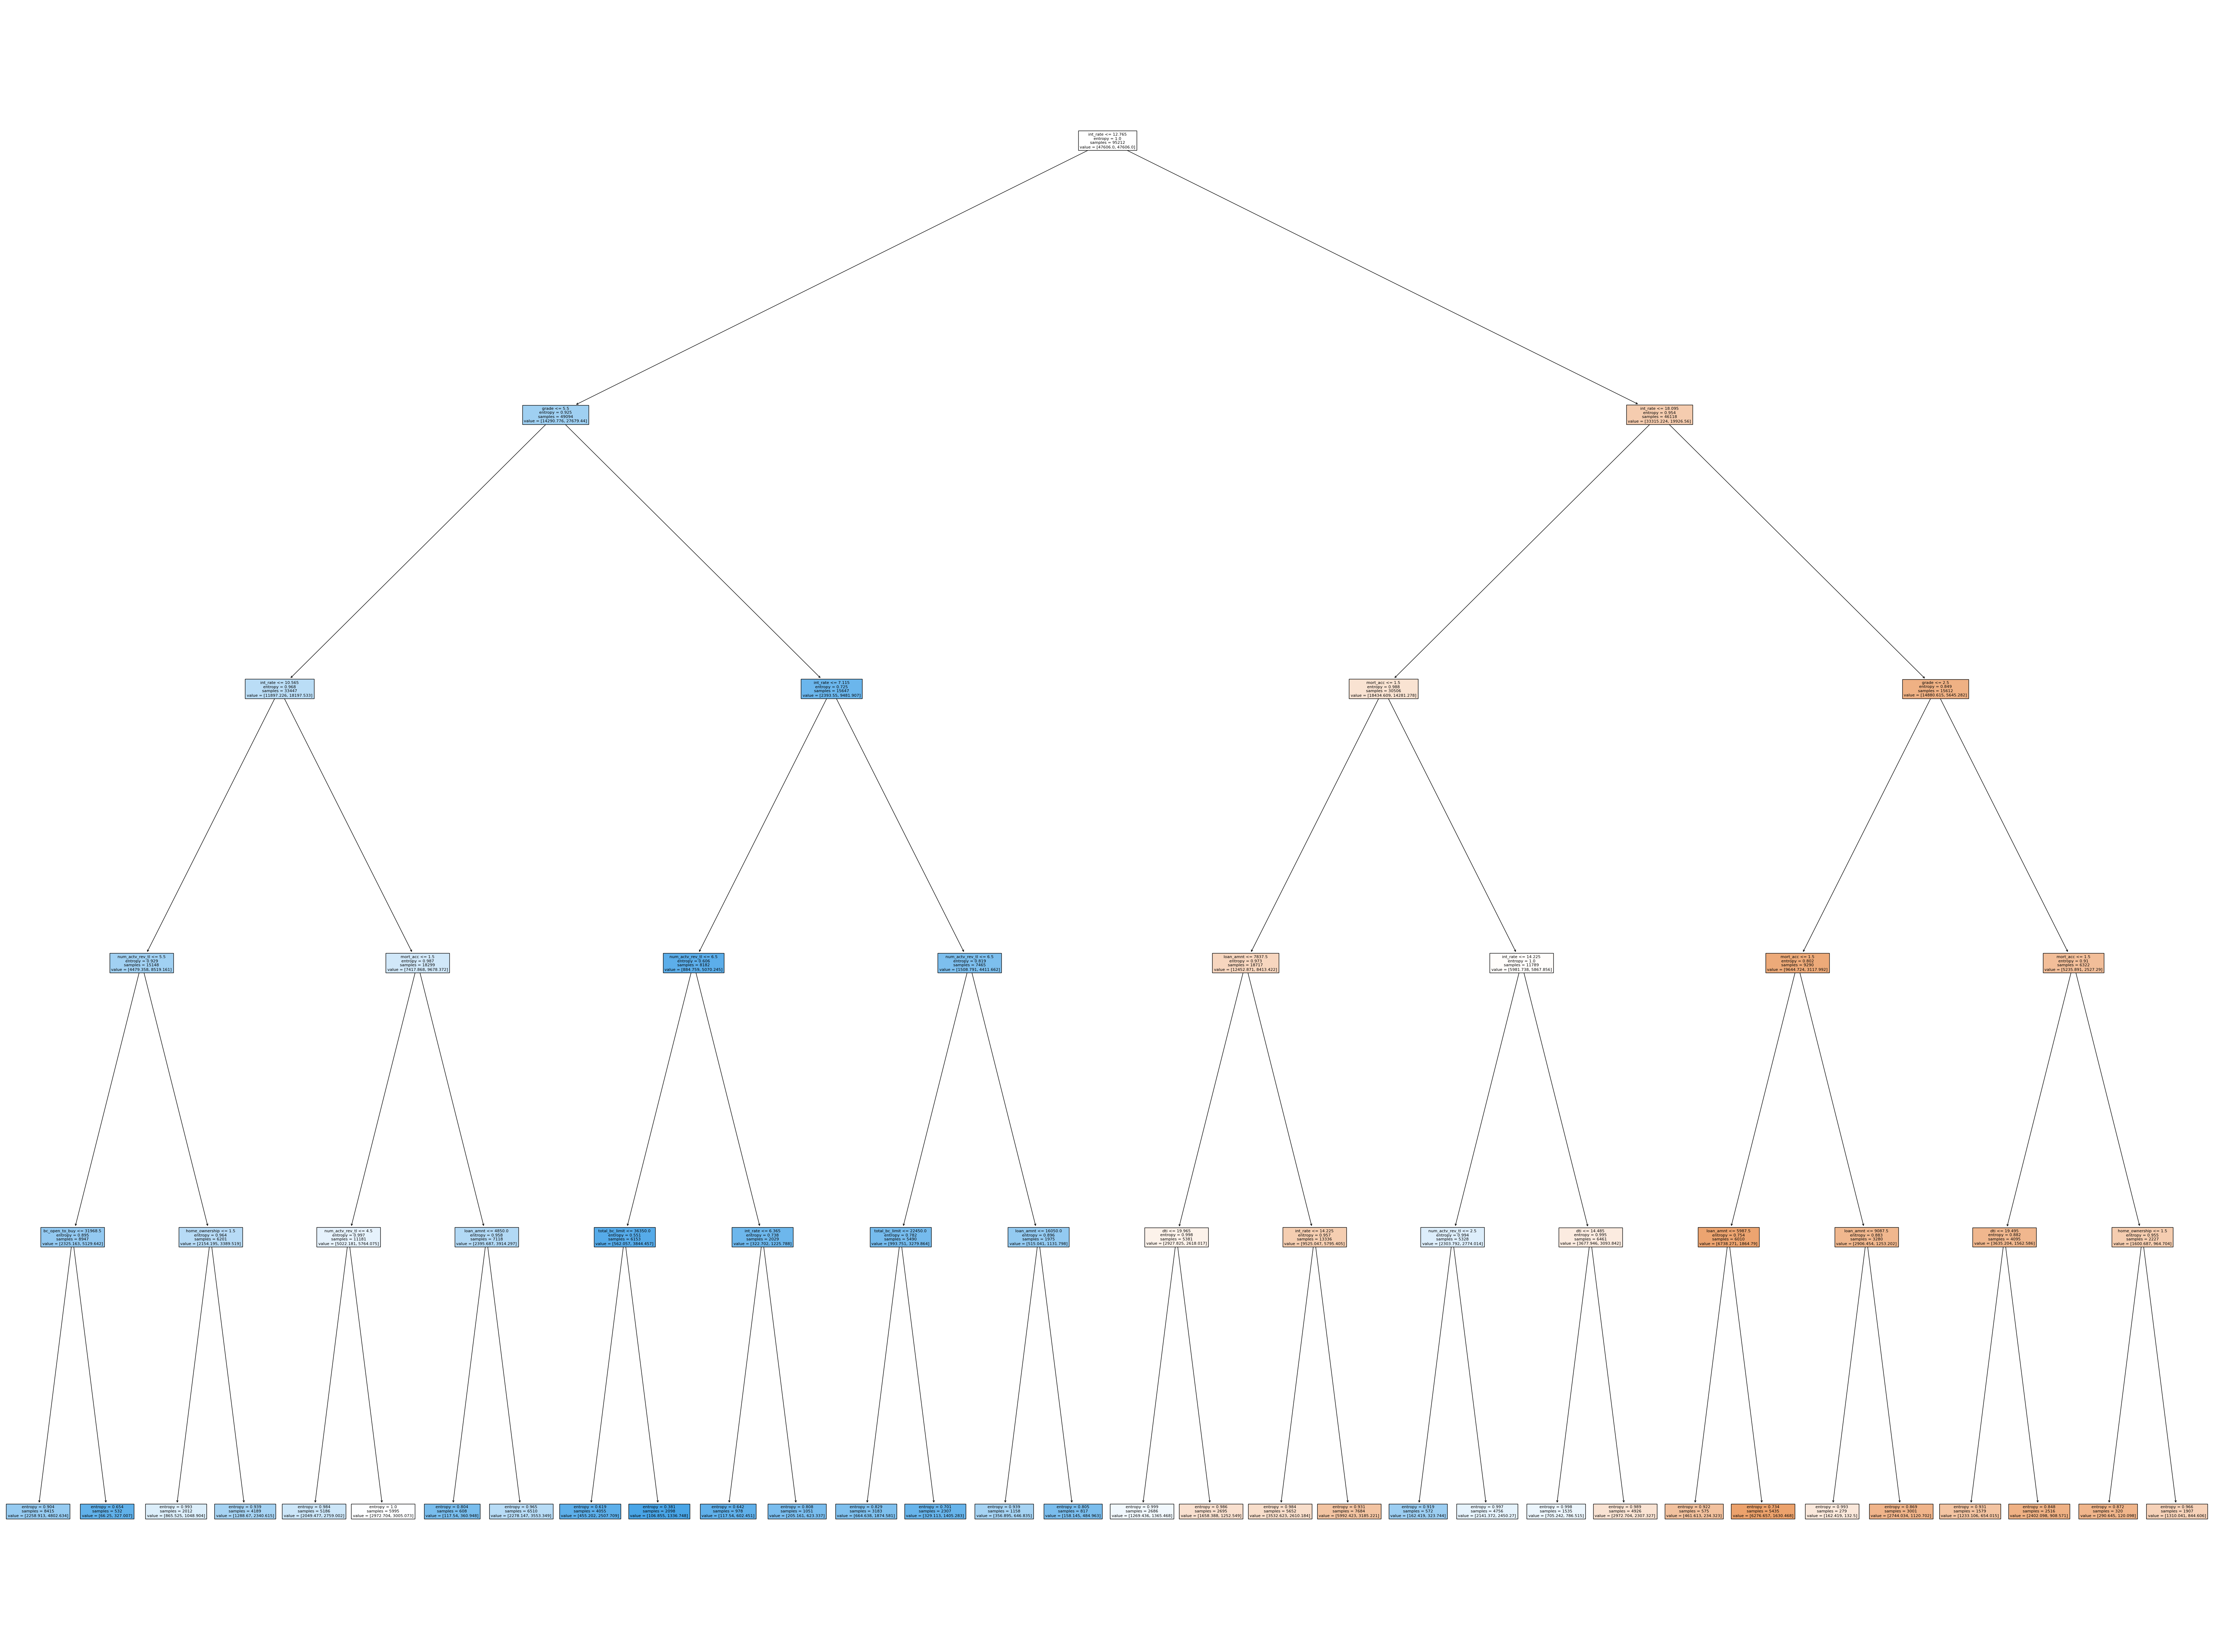 int_rate <= 12.765
entropy = 1.0
samples = 95212
value = [47606.0, 47606.0]
grade <= 5.5
entropy = 0.925
samples = 49094
value = [14290.776, 27679.44]
int_rate <= 18.095
entropy = 0.954
samples = 46118
value = [33315.224, 19926.56]
int_rate <= 10.565
entropy = 0.968
samples = 33447
value = [11897.226, 18197.533]
int_rate <= 7.115
entropy = 0.725
samples = 15647
value = [2393.55, 9481.907]
mort_acc <= 1.5
entropy = 0.988
samples = 30506
value = [18434.609, 14281.278]
grade <= 2.5
entropy = 0.849
samples = 15612
value = [14880.615, 5645.282]
num_actv_rev_tl <= 5.5
entropy = 0.929
samples = 15148
value = [4479.358, 8519.161]
mort_acc <= 1.5
entropy = 0.987
samples = 18299
value = [7417.868, 9678.372]
num_actv_rev_tl <= 6.5
entropy = 0.606
samples = 8182
value = [884.759, 5070.245]
num_actv_rev_tl <= 6.5
entropy = 0.819
samples = 7465
value = [1508.791, 4411.662]
loan_amnt <= 7837.5
entropy = 0.973
samples = 18717
value = [12452.871, 8413.422]
int_rate <= 14.225
entropy = 1.0
samples = 11789
value = [5981.738, 5867.856]
mort_acc <= 1.5
entropy = 0.802
samples = 9290
value = [9644.724, 3117.992]
mort_acc <= 1.5
entropy = 0.91
samples = 6322
value = [5235.891, 2527.29]
bc_open_to_buy <= 31968.5
entropy = 0.895
samples = 8947
value = [2325.163, 5129.642]
home_ownership <= 1.5
entropy = 0.964
samples = 6201
value = [2154.195, 3389.519]
num_actv_rev_tl <= 4.5
entropy = 0.997
samples = 11181
value = [5022.181, 5764.075]
loan_amnt <= 4850.0
entropy = 0.958
samples = 7118
value = [2395.687, 3914.297]
total_bc_limit <= 36350.0
entropy = 0.551
samples = 6153
value = [562.057, 3844.457]
int_rate <= 6.365
entropy = 0.738
samples = 2029
value = [322.702, 1225.788]
total_bc_limit <= 22450.0
entropy = 0.782
samples = 5490
value = [993.751, 3279.864]
loan_amnt <= 16050.0
entropy = 0.896
samples = 1975
value = [515.041, 1131.798]
dti <= 19.965
entropy = 0.998
samples = 5381
value = [2927.825, 2618.017]
int_rate <= 14.225
entropy = 0.957
samples = 13336
value = [9525.047, 5795.405]
num_actv_rev_tl <= 2.5
entropy = 0.994
samples = 5328
value = [2303.792, 2774.014]
dti <= 14.485
entropy = 0.995
samples = 6461
value = [3677.946, 3093.842]
loan_amnt <= 5987.5
entropy = 0.754
samples = 6010
value = [6738.271, 1864.79]
loan_amnt <= 9087.5
entropy = 0.883
samples = 3280
value = [2906.454, 1253.202]
dti <= 19.495
entropy = 0.882
samples = 4095
value = [3635.204, 1562.586]
home_ownership <= 1.5
entropy = 0.955
samples = 2227
value = [1600.687, 964.704]
entropy = 0.904
samples = 8415
value = [2258.913, 4802.634]
entropy = 0.654
samples = 532
value = [66.25, 327.007]
entropy = 0.993
samples = 2012
value = [865.525, 1048.904]
entropy = 0.939
samples = 4189
value = [1288.67, 2340.615]
entropy = 0.984
samples = 5186
value = [2049.477, 2759.002]
entropy = 1.0
samples = 5995
value = [2972.704, 3005.073]
entropy = 0.804
samples = 608
value = [117.54, 360.948]
entropy = 0.965
samples = 6510
value = [2278.147, 3553.349]
entropy = 0.619
samples = 4055
value = [455.202, 2507.709]
entropy = 0.381
samples = 2098
value = [106.855, 1336.748]
entropy = 0.642
samples = 978
value = [117.54, 602.451]
entropy = 0.808
samples = 1051
value = [205.161, 623.337]
entropy = 0.829
samples = 3183
value = [664.638, 1874.581]
entropy = 0.701
samples = 2307
value = [329.113, 1405.283]
entropy = 0.939
samples = 1158
value = [356.895, 646.835]
entropy = 0.805
samples = 817
value = [158.145, 484.963]
entropy = 0.999
samples = 2686
value = [1269.436, 1365.468]
entropy = 0.986
samples = 2695
value = [1658.388, 1252.549]
entropy = 0.984
samples = 5652
value = [3532.623, 2610.184]
entropy = 0.931
samples = 7684
value = [5992.423, 3185.221]
entropy = 0.919
samples = 572
value = [162.419, 323.744]
entropy = 0.997
samples = 4756
value = [2141.372, 2450.27]
entropy = 0.998
samples = 1535
value = [705.242, 786.515]
entropy = 0.989
samples = 4926
value = [2972.704, 2307.327]
entropy = 0.922
samples = 575
value = [461.613, 234.323]
entropy = 0.734
samples = 5435
value = [6276.657, 1630.468]
entropy = 0.993
samples = 279
value = [162.419, 132.5]
entropy = 0.869
samples = 3001
value = [2744.034, 1120.702]
entropy = 0.931
samples = 1579
value = [1233.106, 654.015]
entropy = 0.848
samples = 2516
value = [2402.098, 908.571]
entropy = 0.872
samples = 320
value = [290.645, 120.098]
entropy = 0.966
samples = 1907
value = [1310.041, 844.606]